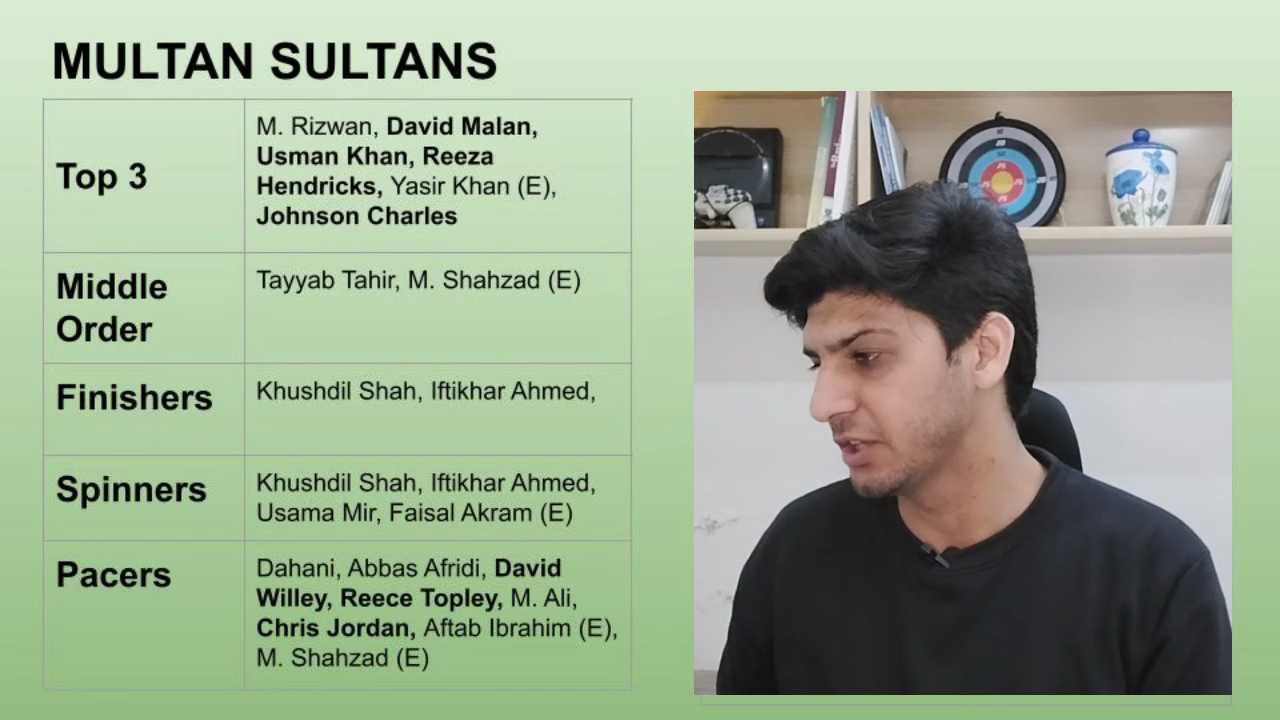 MULTAN SULTANS
Top 3
M. Rizwan, David Malan,
Usman Khan, Reeza
Hendricks, Yasir Khan (E),
Johnson Charles
Middle
Order
Tayyab Tahir, M. Shahzad (E)
Finishers
Khushdil Shah, Iftikhar Ahmed,
Spinners
Khushdil Shah, Iftikhar Ahmed,
Usama Mir, Faisal Akram (E)
Pacers
Dahani, Abbas Afridi, David
Willey, Reece Topley, M. Ali,
Chris Jordan, Aftab Ibrahim (E),
M. Shahzad (E)